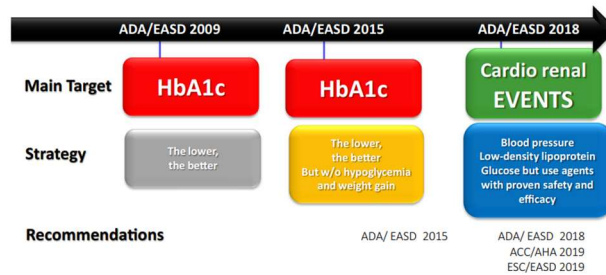 ADA/EASD 2009
ADA/EASD 2015
ADA/EASD 2018
Main Target
HbA1c
HbA1c
Cardio renal
EVENTS
Strategy
The lower,
the better
The lower,
the better
But w/o hypoglycemia
and weight gain
Blood pressure
Low-density lipoprotein
Glucose but use agents
with proven safety and
efficacy
Recommendations
ADA/ EASD 2015
ADA/ EASD 2018
ACC/AHA 2019
ESC/EASD 2019